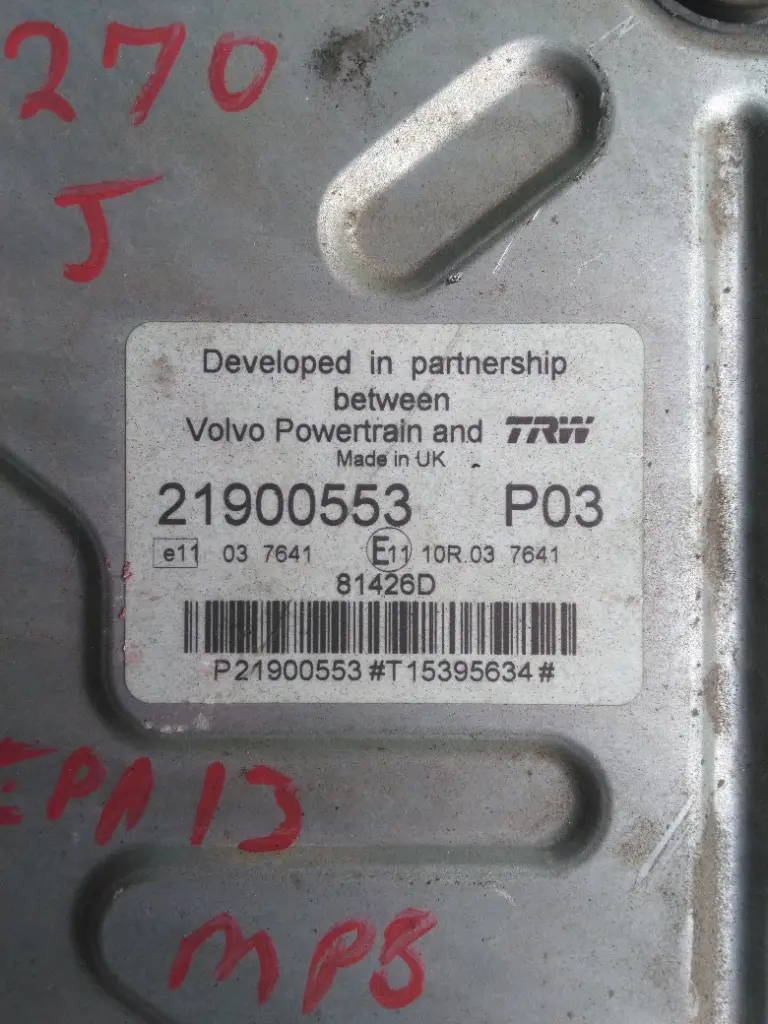 270
J
Developed in partnership
between
Volvo Powertrain and TRW
Made in UK
21900553 P03
e11 03 7641 E11 10R.03 7641
81426D
P21900553#T15395634#
EPA13
MP8